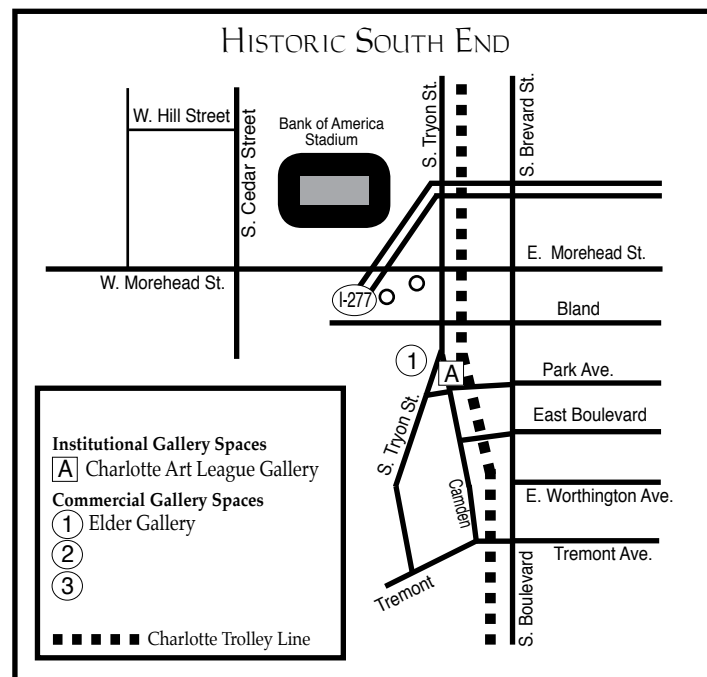 HISTORIC SOUTH END
W. Hill Street
S. Cedar Street
Bank of America
Stadium
S. Tryon St.
S. Brevard St.
E. Morehead St.
W. Morehead St.
I-277
Bland
1
A
Park Ave.
East Boulevard
S. Tryon St.
Camden
E. Worthington Ave.
Tremont Ave.
Tremont
S. Boulevard
Institutional Gallery Spaces
A Charlotte Art League Gallery
Commercial Gallery Spaces
1 Elder Gallery
2
3
Charlotte Trolley Line